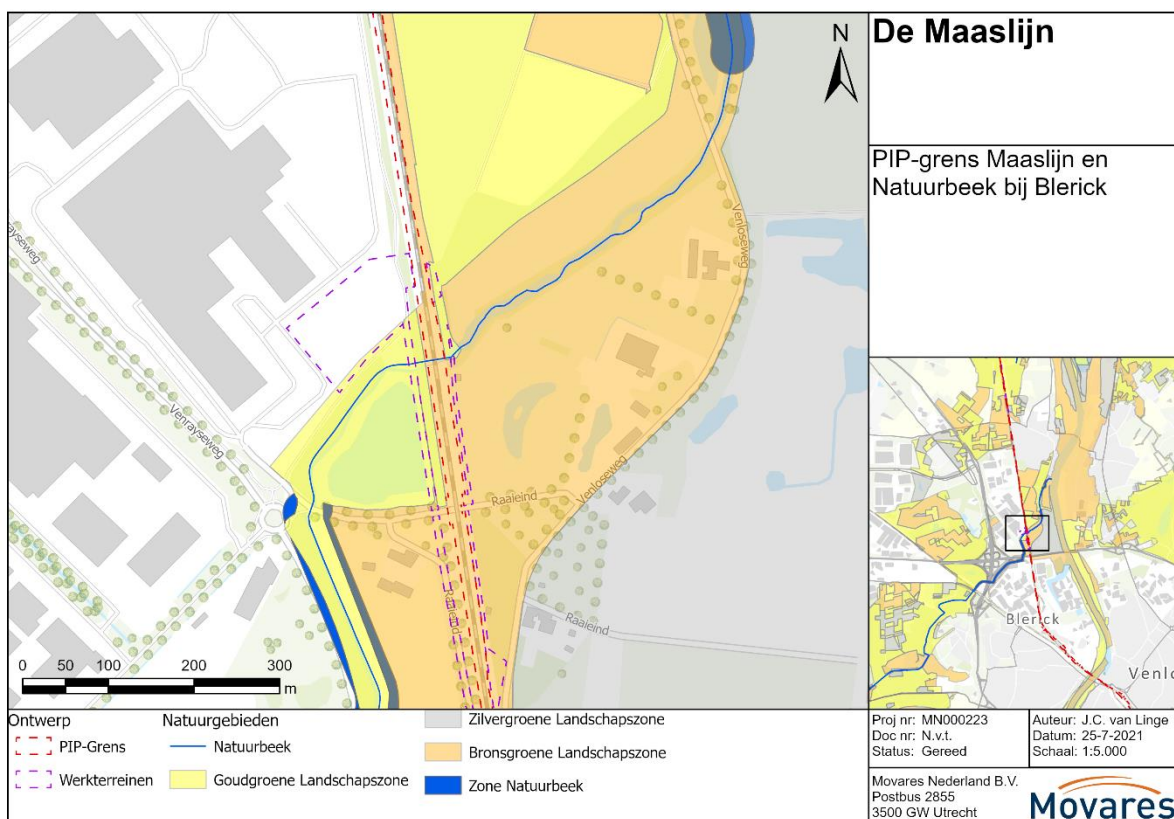 De Maaslijn
PIP-grens Maaslijn en
Natuurbeek bij Blerick
N
Venrayseweg
Venloseweg
Venloseweg
Raaieind
Raaieind
Raaieind
0 50 100 200 300
m
Blerick
Ontwerp
PIP-Grens
Werkterreinen
Natuurgebieden
Natuurbeek
Goudgroene Landschapszone
Zilvergroene Landschapszone
Bronsgroene Landschapszone
Zone Natuurbeek
Proj nr: MN000223
Doc nr: N.v.t.
Status: Gereed
Auteur: J.C. van Linge
Datum: 25-7-2021
Schaal: 1:5.000
Movares Nederland B.V.
Postbus 2855
3500 GW Utrecht
Movares